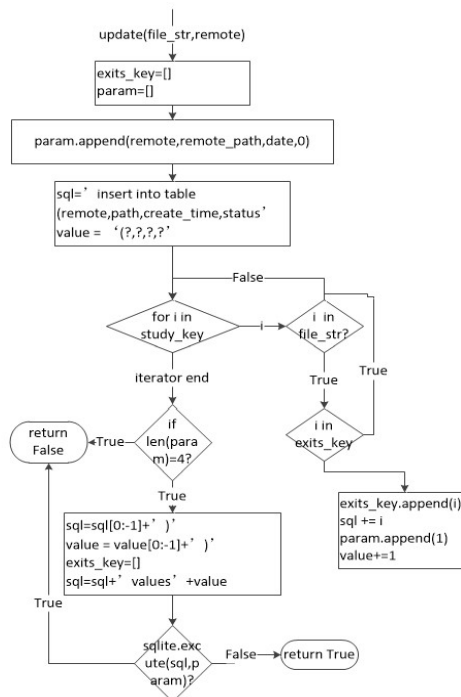 update(file_str,remote)
exits_key=[]
param=[]
param.append(remote,remote_path,date,0)
sql=’ insert into table
(remote,path,create_time,status’
value = ‘(?,?,?,?’
False
for i in
study_key
i
i in
file_str?
True
iterator end
True
i in
exits_key
if
len(para
m)=4?
True
return
False
True
exits_key.append(i)
sql += i
param.append(1)
value+=1
sql=sql[0:-1]+’ )’
value = value[0:-1]+’ )’
exits_key=[]
sql=sql+’ values’ +value
True
sqlite.exc
ute(sql,p
aram)?
False
return True